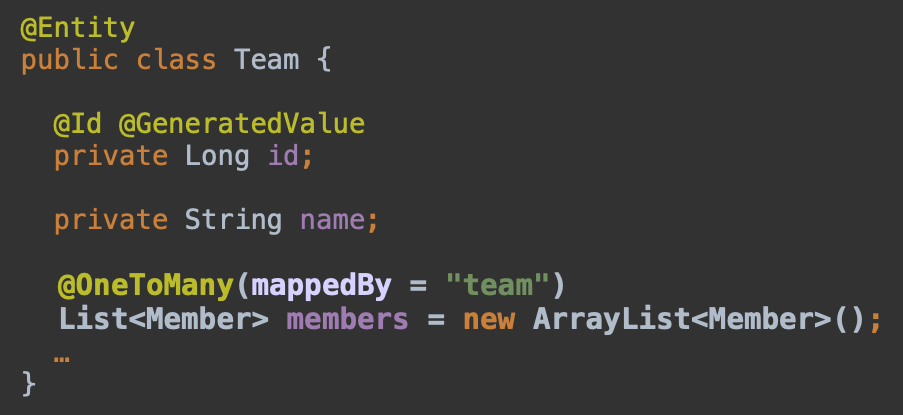 @Entity
public class Team {
@Id @GeneratedValue
private Long id;
private String name;
@OneToMany(mappedBy = "team")
List<Member> members = new ArrayList<Member>();
…
}